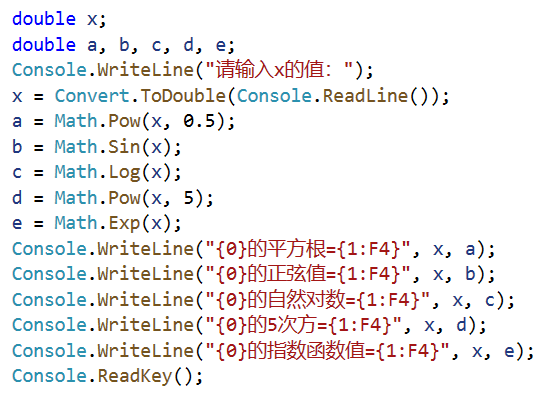 double x;
double a, b, c, d, e;
Console.WriteLine("请输入x的值：");
x = Convert.ToDouble(Console.ReadLine());
a = Math.Pow(x, 0.5);
b = Math.Sin(x);
c = Math.Log(x);
d = Math.Pow(x, 5);
e = Math.Exp(x);
Console.WriteLine("{0}的平方根={1:F4}", x, a);
Console.WriteLine("{0}的正弦值={1:F4}", x, b);
Console.WriteLine("{0}的自然对数={1:F4}", x, c);
Console.WriteLine("{0}的5次方={1:F4}", x, d);
Console.WriteLine("{0}的指数函数值={1:F4}", x, e);
Console.ReadKey();